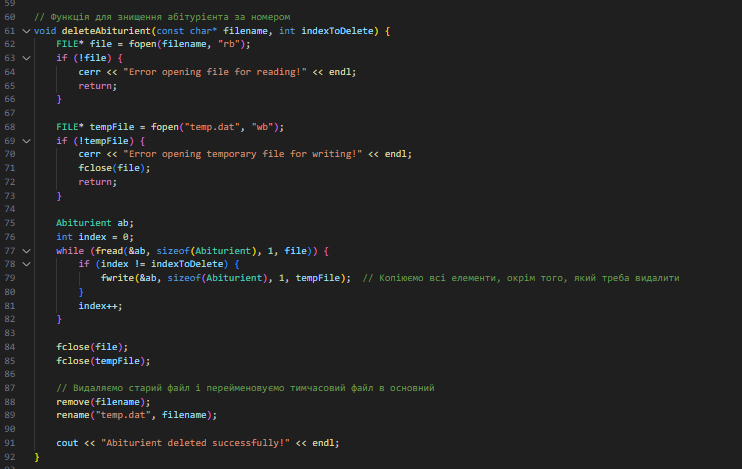 59
60 // Функція для знищення абітурієнта за номером
61 void deleteAbiturient(const char* filename, int indexToDelete) {
62     FILE* file = fopen(filename, "rb");
63     if (!file) {
64         cerr << "Error opening file for reading!" << endl;
65         return;
66     }
67
68     FILE* tempFile = fopen("temp.dat", "wb");
69     if (!tempFile) {
70         cerr << "Error opening temporary file for writing!" << endl;
71         fclose(file);
72         return;
73     }
74
75     Abiturient ab;
76     int index = 0;
77     while (fread(&ab, sizeof(Abiturient), 1, file)) {
78         if (index != indexToDelete) {
79             fwrite(&ab, sizeof(Abiturient), 1, tempFile);  // Копіюємо всі елементи, окрім того, який треба видалити
80         }
81         index++;
82     }
83
84     fclose(file);
85     fclose(tempFile);
86
87     // Видаляємо старий файл і перейменовуємо тимчасовий файл в основний
88     remove(filename);
89     rename("temp.dat", filename);
90
91     cout << "Abiturient deleted successfully!" << endl;
92 }